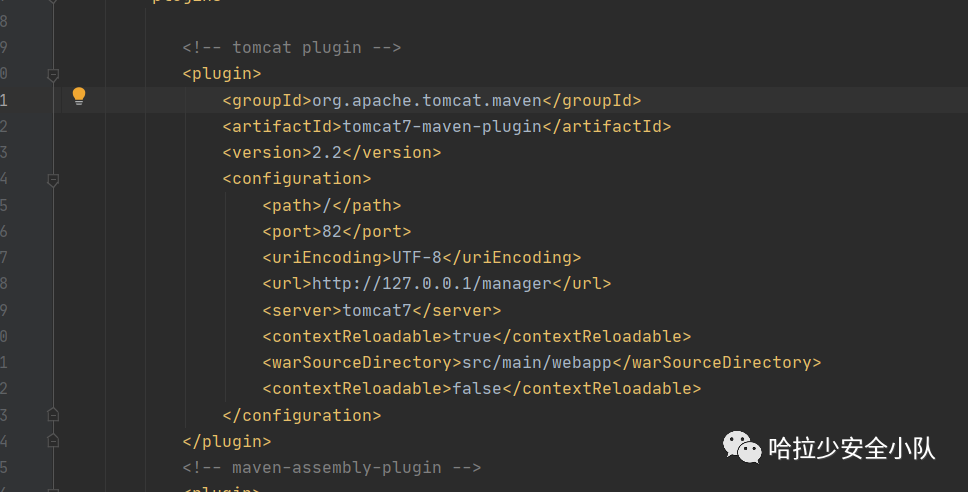 8
9 <!-- tomcat plugin -->
0 <plugin>
1 <groupId>org.apache.tomcat.maven</groupId>
2 <artifactId>tomcat7-maven-plugin</artifactId>
3 <version>2.2</version>
4 <configuration>
5 <path>/</path>
6 <port>82</port>
7 <uriEncoding>UTF-8</uriEncoding>
8 <url>http://127.0.0.1/manager</url>
9 <server>tomcat7</server>
0 <contextReloadable>true</contextReloadable>
1 <warSourceDirectory>src/main/webapp</warSourceDirectory>
2 <contextReloadable>false</contextReloadable>
3 </configuration>
4 </plugin>
5 <!-- maven-assembly-plugin -->
<plugin>
哈拉少安全小队